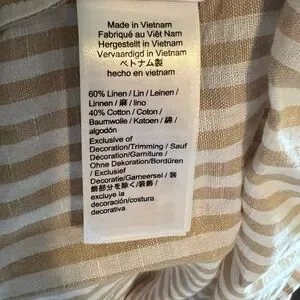 Made in Vietnam
Fabriqué au Viêt Nam
Hergestellt in Vietnam
Vervaardigd in Vietnam
ベトナム製
hecho en vietnam
60% Linen / Lin / Leinen /
Linnen / 麻 / lino
40% Cotton / Coton /
Baumwolle / Katoen / 綿 /
algodón
Exclusive of
Decoration/Trimming / Sauf
Décoration/Garniture /
Ohne Dekoration/Bordüren
/ Exclusief
Decoratie/Garneersel / 装
飾部分を除く/装飾 /
excluye la
decoración/costura
decorativa